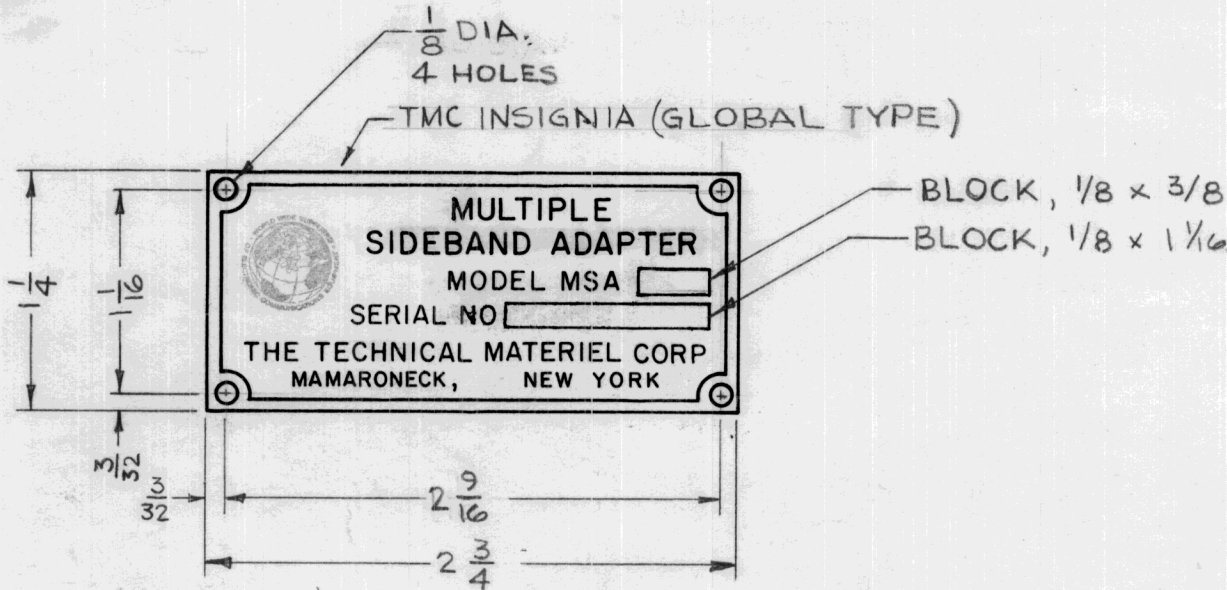 1/8 DIA.
4 HOLES
TMC INSIGNIA (GLOBAL TYPE)
BLOCK, 1/8 x 3/8
BLOCK, 1/8 x 1 1/16
MULTIPLE
SIDEBAND ADAPTER
MODEL MSA
SERIAL NO
THE TECHNICAL MATERIEL CORP
MAMARONECK, NEW YORK
1 1/4
1 1/16
3/32
3/32
2 9/16
2 3/4